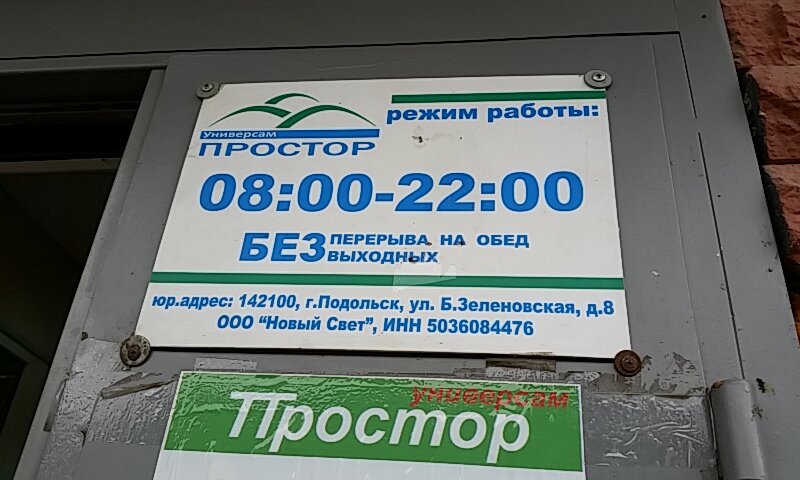 Универсам
ПРОСТОР
режим работы:
08:00-22:00
БЕЗ ПЕРЕРЫВА НА ОБЕД
ВЫХОДНЫХ
юр.адрес: 142100, г.Подольск, ул. Б.Зеленовская, д.8
ООО "Новый Свет", ИНН 5036084476
универсам
Простор